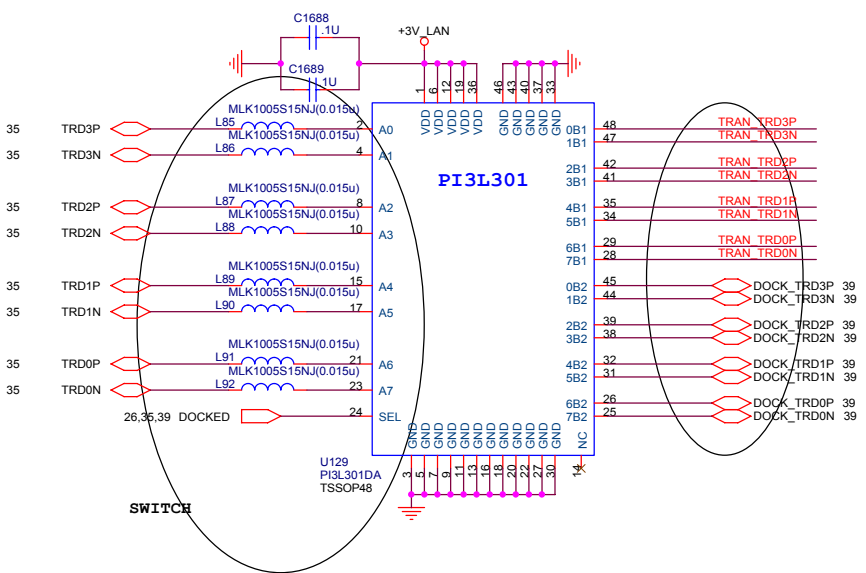 C1688
.1U
+3V_LAN
C1689
.1U
1 6 12 19 36 46 43 40 37 33
VDD VDD VDD VDD VDD GND GND GND GND GND
PI3L301
MLK1005S15NJ(0.015u)
35 TRD3P L85 2 A0
MLK1005S15NJ(0.015u)
35 TRD3N L86 4 A1
MLK1005S15NJ(0.015u)
35 TRD2P L87 8 A2
MLK1005S15NJ(0.015u)
35 TRD2N L88 10 A3
MLK1005S15NJ(0.015u)
35 TRD1P L89 15 A4
MLK1005S15NJ(0.015u)
35 TRD1N L90 17 A5
MLK1005S15NJ(0.015u)
35 TRD0P L91 21 A6
MLK1005S15NJ(0.015u)
35 TRD0N L92 23 A7
26,35,39 DOCKED 24 SEL
0B1 48 TRAN_TRD3P
1B1 47 TRAN_TRD3N
2B1 42 TRAN_TRD2P
3B1 41 TRAN_TRD2N
4B1 35 TRAN_TRD1P
5B1 34 TRAN_TRD1N
6B1 29 TRAN_TRD0P
7B1 28 TRAN_TRD0N
0B2 45 DOCK_TRD3P 39
1B2 44 DOCK_TRD3N 39
2B2 39 DOCK_TRD2P 39
3B2 38 DOCK_TRD2N 39
4B2 32 DOCK_TRD1P 39
5B2 31 DOCK_TRD1N 39
6B2 26 DOCK_TRD0P 39
7B2 25 DOCK_TRD0N 39
GND GND GND GND GND GND GND GND GND GND GND GND NC
3 5 7 9 11 13 16 18 20 22 27 30 14
U129
PI3L301DA
TSSOP48
SWITCH